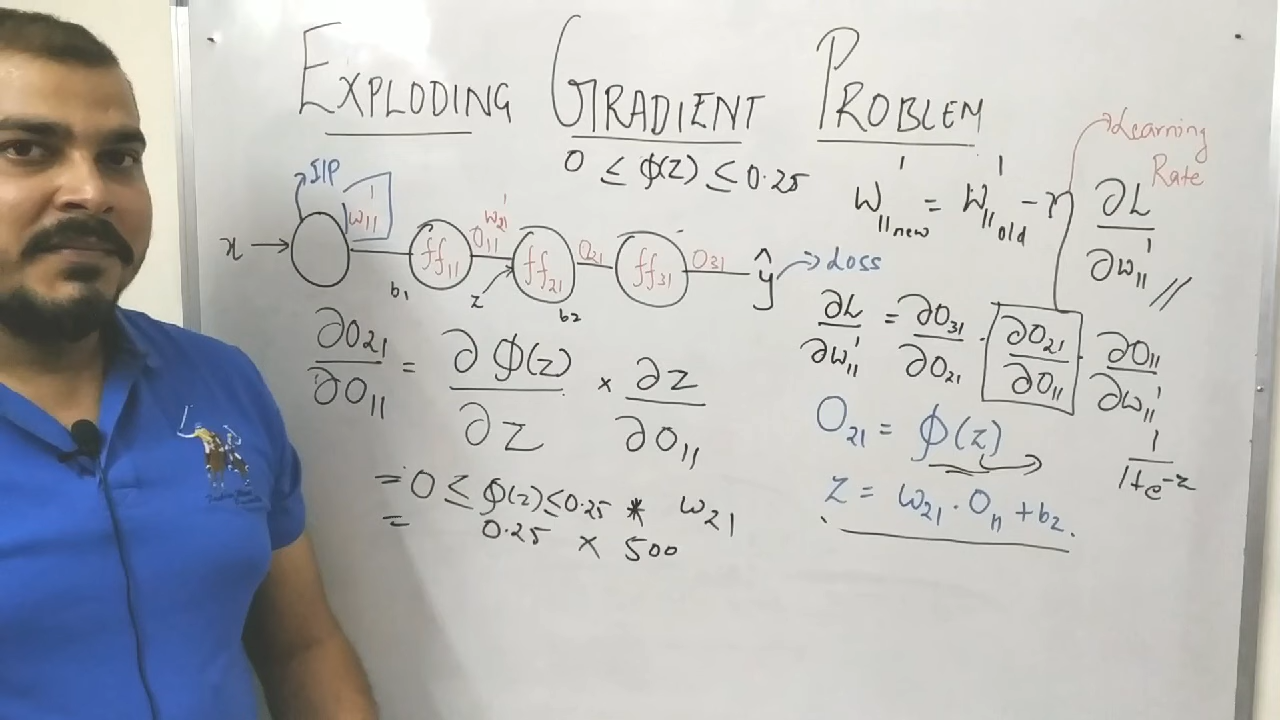 EXPLODING GRADIENT PROBLEM
0 ≤ ϕ(z) ≤ 0.25
Learning
Rate
w₁₁¹new = w₁₁¹old - η ∂L/∂w₁₁¹ //
I/P
w₁₁¹
x → ff₁₁ O₁₁ w₂₁¹ ff₂₁ O₂₁ ff₃₁ O₃₁ ŷ → Loss
b₁ z b₂
∂L/∂w₁₁¹ = ∂O₃₁/∂O₂₁ · ∂O₂₁/∂O₁₁ · ∂O₁₁/∂w₁₁¹
∂O₂₁/∂O₁₁ = ∂ϕ(z)/∂z × ∂z/∂O₁₁
O₂₁ = ϕ(z)
1/1+e⁻ᶻ
= 0 ≤ ϕ(z) ≤ 0.25 * w₂₁
z = w₂₁ · O₁₁ + b₂.
= 0.25 × 500